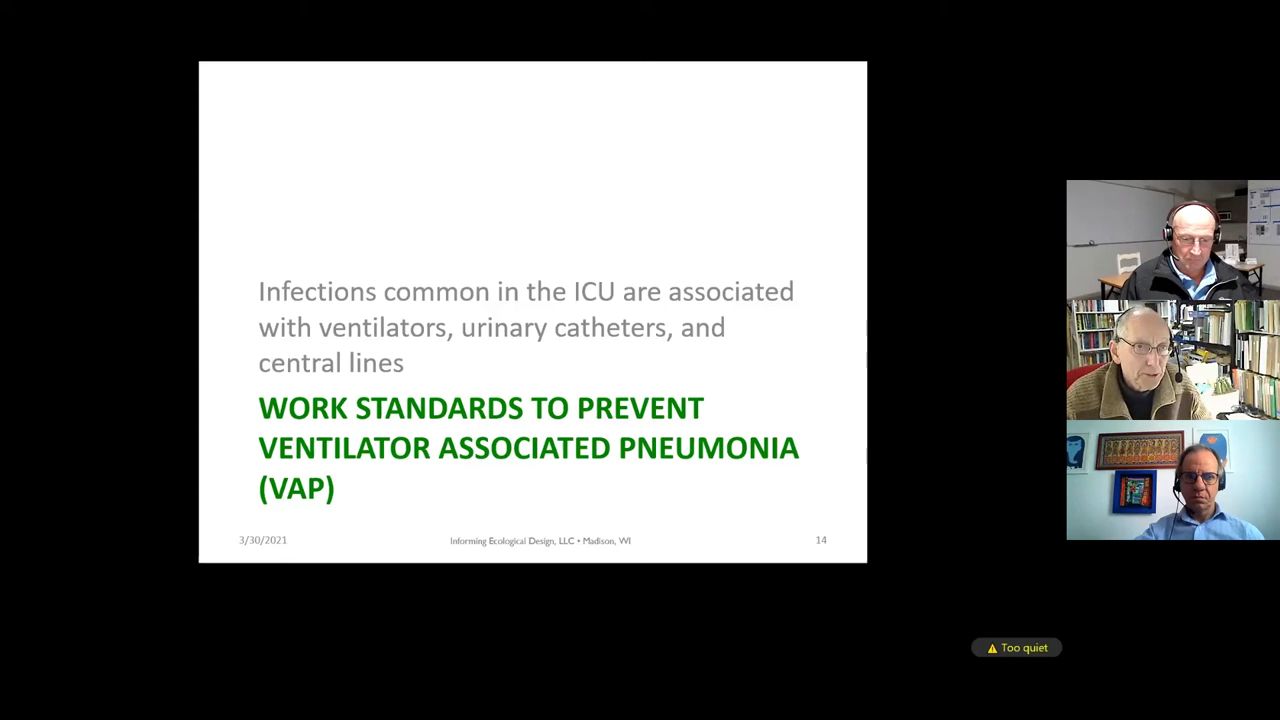 Infections common in the ICU are associated
with ventilators, urinary catheters, and
central lines
WORK STANDARDS TO PREVENT
VENTILATOR ASSOCIATED PNEUMONIA
(VAP)
3/30/2021
Informing Ecological Design, LLC • Madison, WI
14
Too quiet